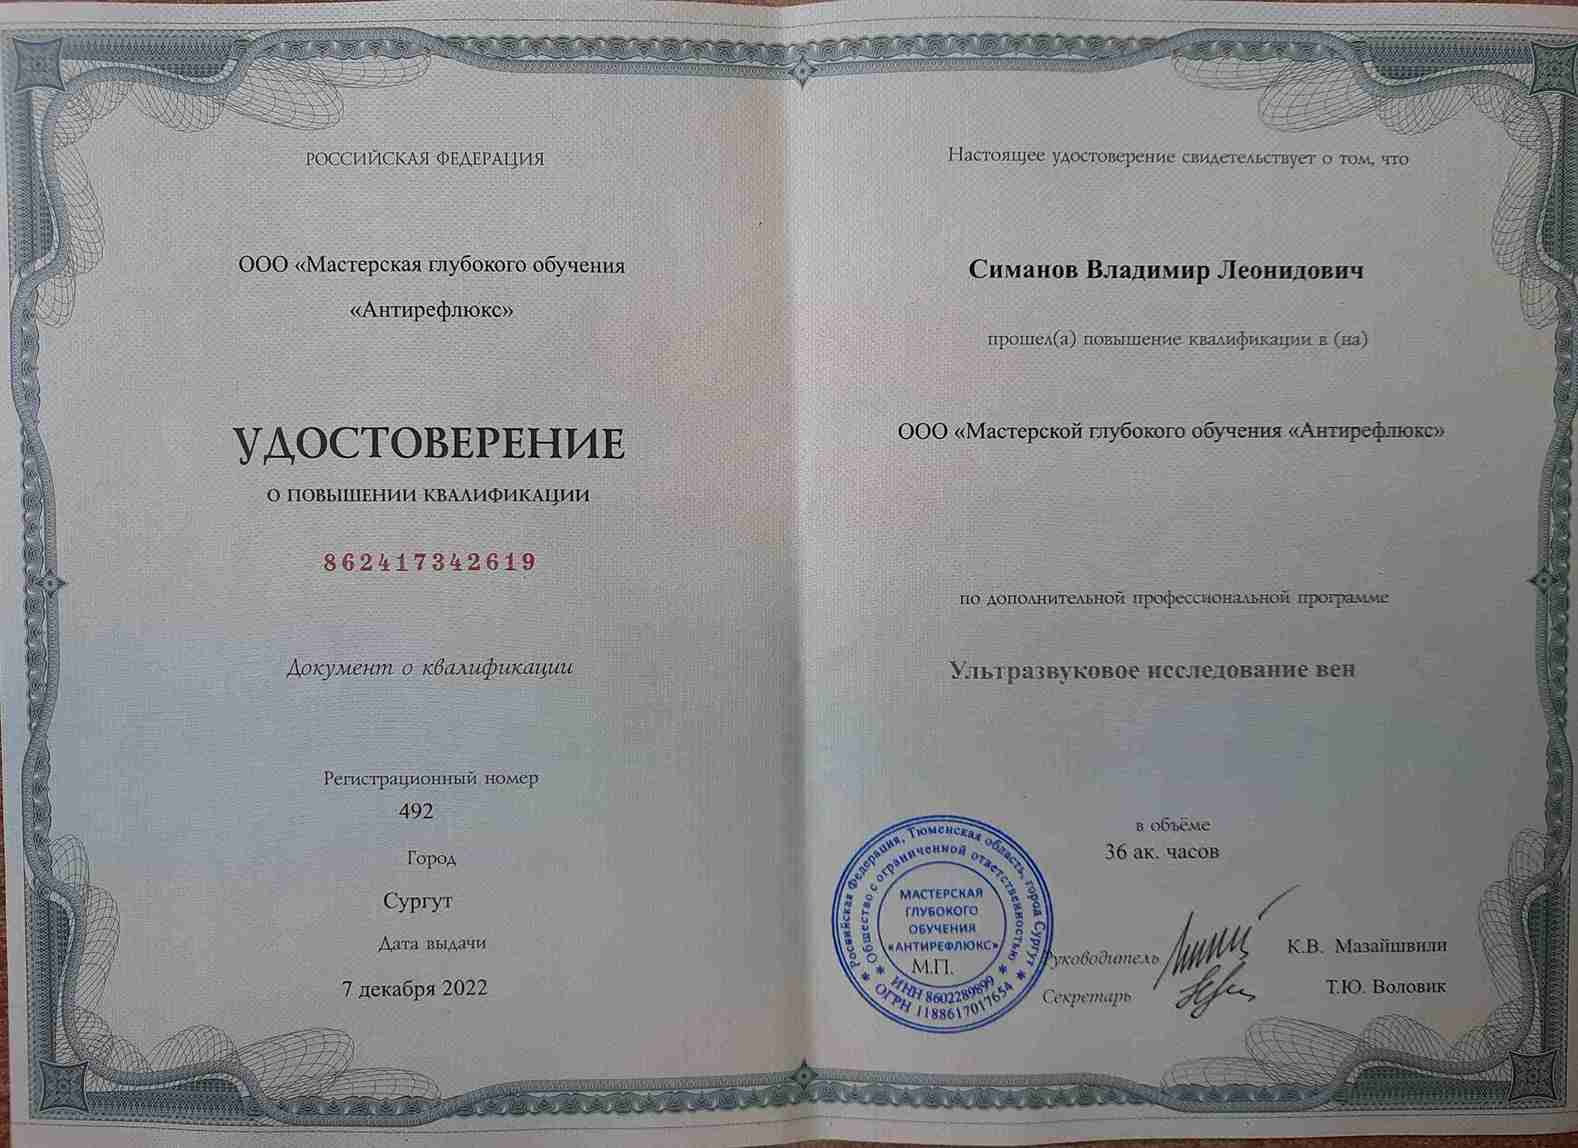 РОССИЙСКАЯ ФЕДЕРАЦИЯ
ООО «Мастерская глубокого обучения
«Антирефлюкс»
УДОСТОВЕРЕНИЕ
О ПОВЫШЕНИИ КВАЛИФИКАЦИИ
862417342619
Документ о квалификации
Регистрационный номер
492
Город
Сургут
Дата выдачи
7 декабря 2022
Настоящее удостоверение свидетельствует о том, что
Симанов Владимир Леонидович
прошел(а) повышение квалификации в (на)
ООО «Мастерской глубокого обучения «Антирефлюкс»
по дополнительной профессиональной программе
Ультразвуковое исследование вен
в объёме
36 ак. часов
Российская Федерация, Тюменская область, город Сургут
Общество с ограниченной ответственностью
МАСТЕРСКАЯ
ГЛУБОКОГО
ОБУЧЕНИЯ
«АНТИРЕФЛЮКС»
М.П.
ИНН 8602289899
ОГРН 1188617017654
Руководитель К.В. Мазайшвили
Секретарь Т.Ю. Воловик